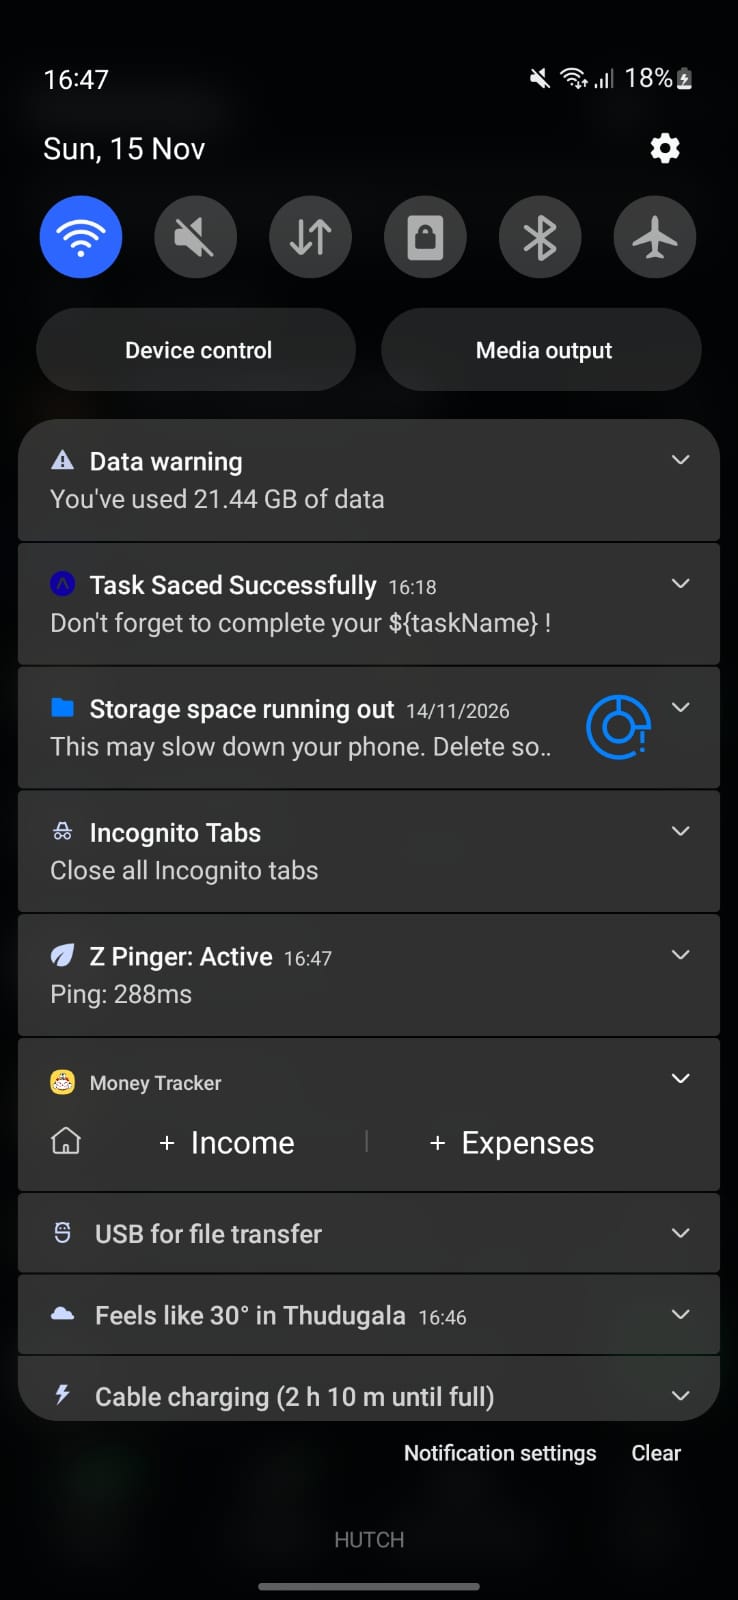 16:47
18%
Sun, 15 Nov
Device control
Media output
Data warning
You've used 21.44 GB of data
Task Saced Successfully 16:18
Don't forget to complete your ${taskName} !
Storage space running out 14/11/2026
This may slow down your phone. Delete so..
Incognito Tabs
Close all Incognito tabs
Z Pinger: Active 16:47
Ping: 288ms
Money Tracker
+ Income
+ Expenses
USB for file transfer
Feels like 30° in Thudugala 16:46
Cable charging (2 h 10 m until full)
Notification settings
Clear
HUTCH